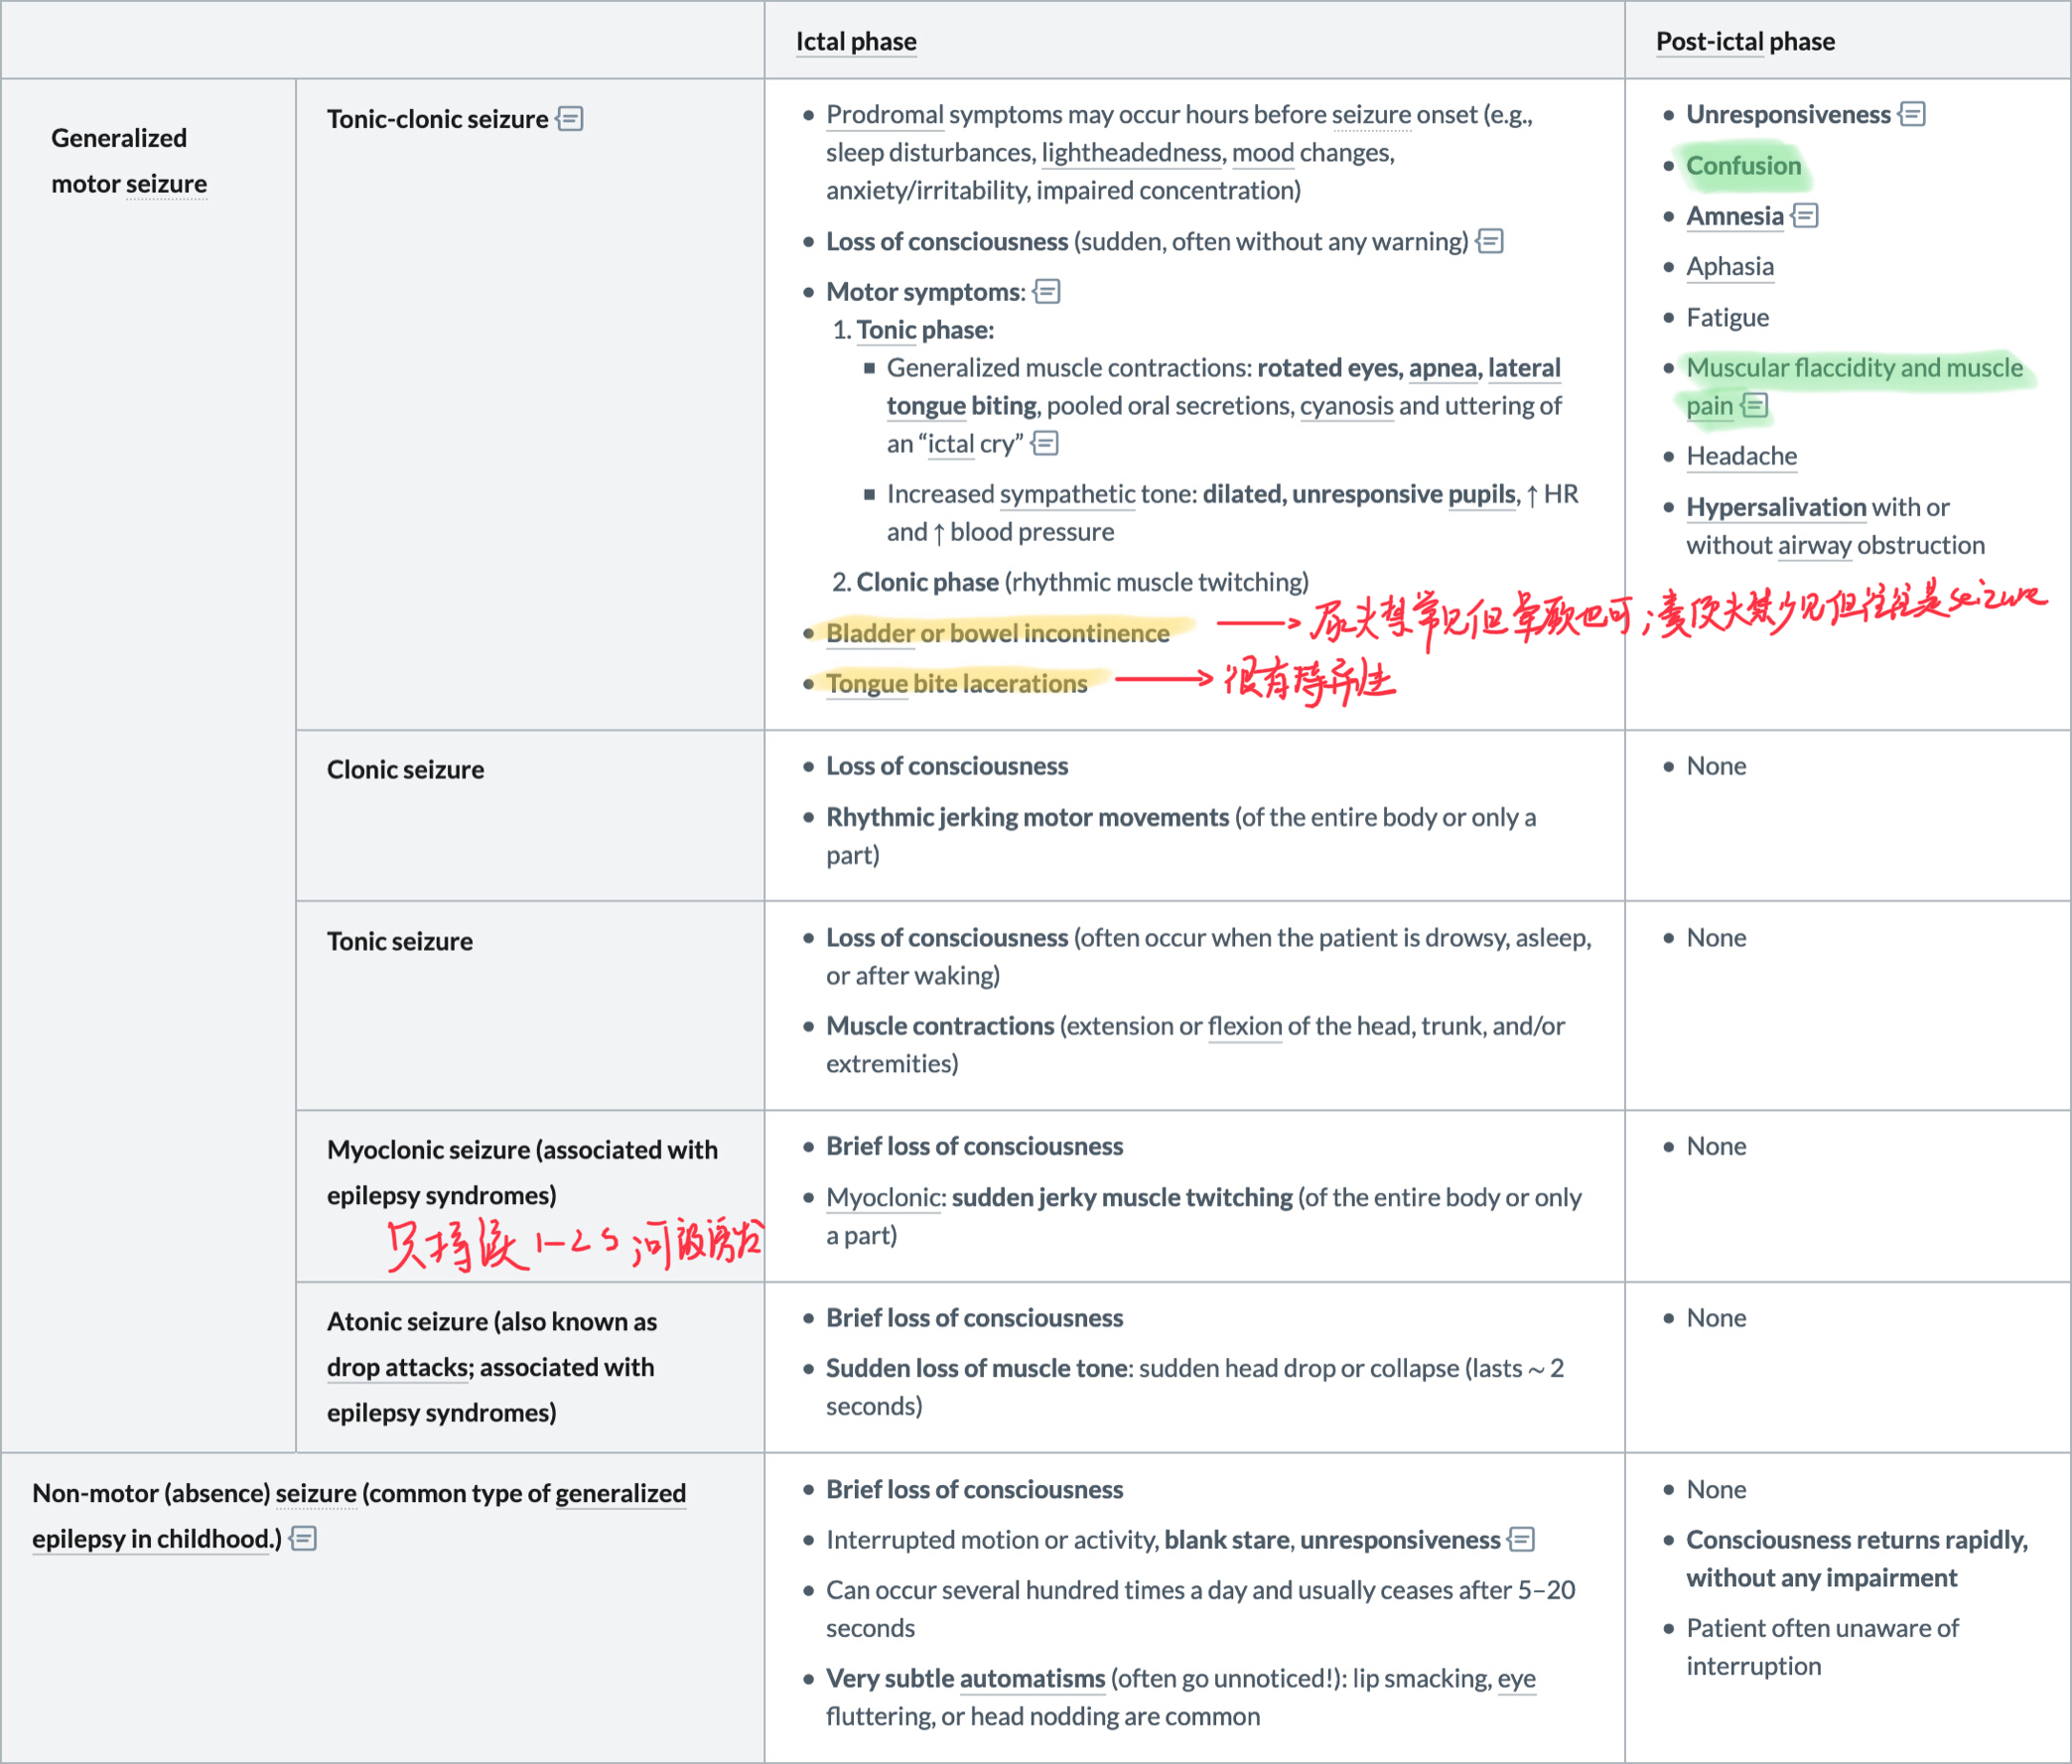 Ictal phase
Post-ictal phase
Generalized
motor seizure
Tonic-clonic seizure
Prodromal symptoms may occur hours before seizure onset (e.g.,
sleep disturbances, lightheadedness, mood changes,
anxiety/irritability, impaired concentration)
Loss of consciousness (sudden, often without any warning)
Motor symptoms:
1. Tonic phase:
Generalized muscle contractions: rotated eyes, apnea, lateral
tongue biting, pooled oral secretions, cyanosis and uttering of
an “ictal cry”
Increased sympathetic tone: dilated, unresponsive pupils, ↑ HR
and ↑ blood pressure
2. Clonic phase (rhythmic muscle twitching)
Bladder or bowel incontinence
尿失禁常见但晕厥也可;粪便失禁少见但往往是seizure
Tongue bite lacerations
很有特异性
Unresponsiveness
Confusion
Amnesia
Aphasia
Fatigue
Muscular flaccidity and muscle
pain
Headache
Hypersalivation with or
without airway obstruction
Clonic seizure
Loss of consciousness
Rhythmic jerking motor movements (of the entire body or only a
part)
None
Tonic seizure
Loss of consciousness (often occur when the patient is drowsy, asleep,
or after waking)
Muscle contractions (extension or flexion of the head, trunk, and/or
extremities)
None
Myoclonic seizure (associated with
epilepsy syndromes)
只持续1-2s;可被诱发
Brief loss of consciousness
Myoclonic: sudden jerky muscle twitching (of the entire body or only
a part)
None
Atonic seizure (also known as
drop attacks; associated with
epilepsy syndromes)
Brief loss of consciousness
Sudden loss of muscle tone: sudden head drop or collapse (lasts ~ 2
seconds)
None
Non-motor (absence) seizure (common type of generalized
epilepsy in childhood.)
Brief loss of consciousness
Interrupted motion or activity, blank stare, unresponsiveness
Can occur several hundred times a day and usually ceases after 5–20
seconds
Very subtle automatisms (often go unnoticed!): lip smacking, eye
fluttering, or head nodding are common
None
Consciousness returns rapidly,
without any impairment
Patient often unaware of
interruption